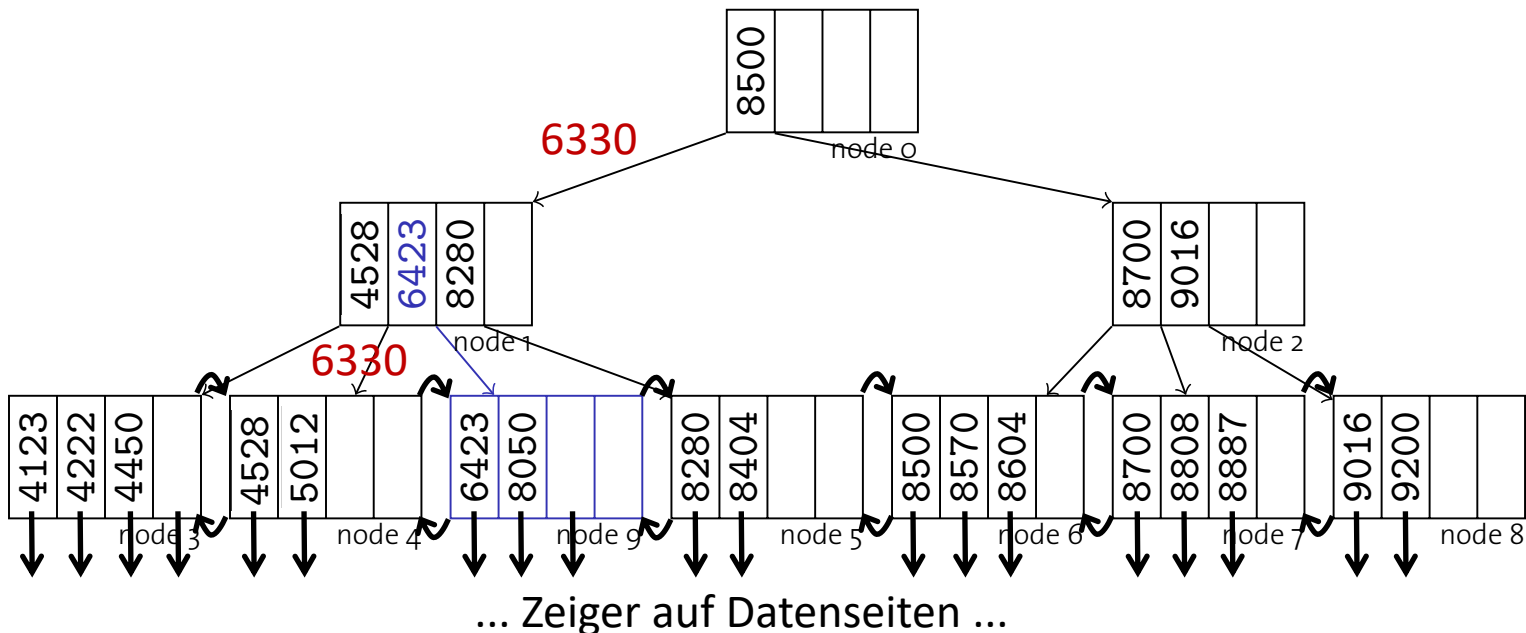 8500
6330
node 0
4528 6423 8280
8700 9016
node 1
node 2
6330
4123 4222 4450
4528 5012
6423 8050
8280 8404
8500 8570 8604
8700 8808 8887
9016 9200
node 3
node 4
node 9
node 5
node 6
node 7
node 8
... Zeiger auf Datenseiten ...